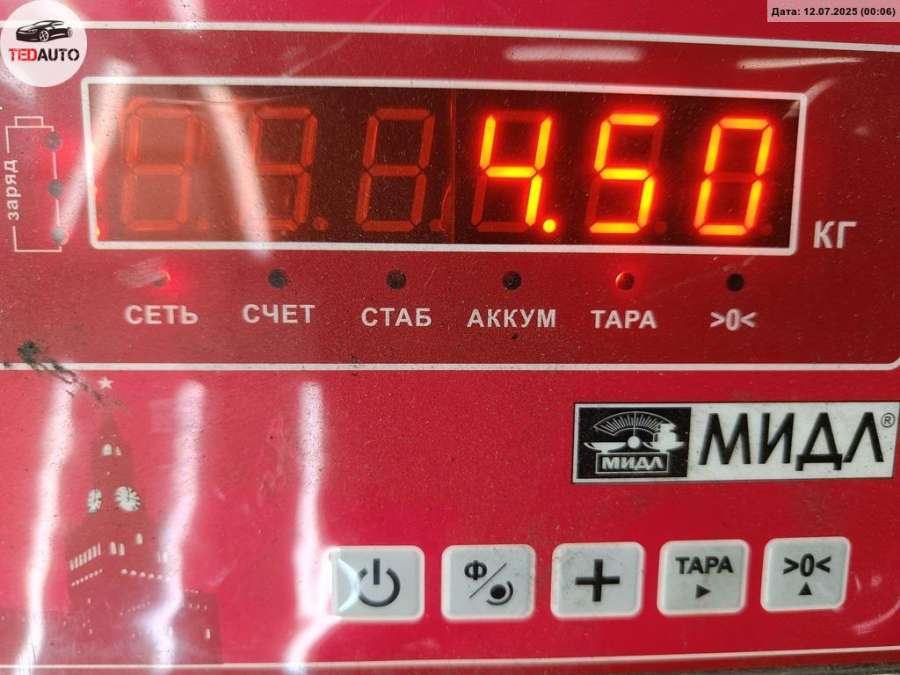 Дата: 12.07.2025 (00:06)
TEDAUTO
заряд
4.50
КГ
СЕТЬ СЧЕТ СТАБ АККУМ ТАРА >0<
МИДЛ МИДЛ®
Ф/ + ТАРА >0<